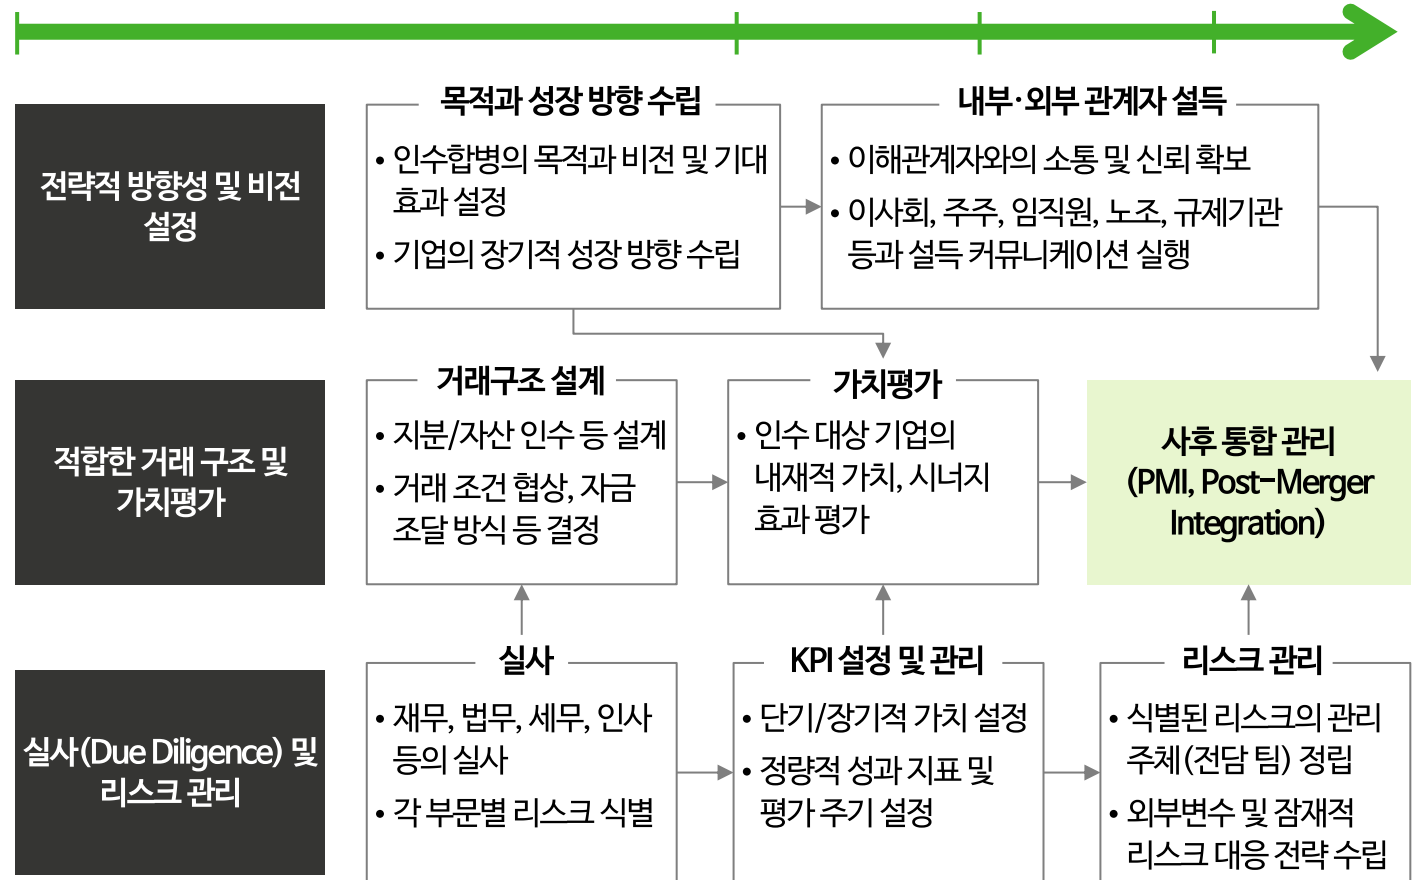 전략적 방향성 및 비전
설정
목적과 성장 방향 수립
• 인수합병의 목적과 비전 및 기대
효과 설정
• 기업의 장기적 성장 방향 수립
내부·외부 관계자 설득
• 이해관계자와의 소통 및 신뢰 확보
• 이사회, 주주, 임직원, 노조, 규제기관
등과 설득 커뮤니케이션 실행
적합한 거래 구조 및
가치평가
거래구조 설계
• 지분/자산 인수 등 설계
• 거래 조건 협상, 자금
조달 방식 등 결정
가치평가
• 인수 대상 기업의
내재적 가치, 시너지
효과 평가
사후 통합 관리
(PMI, Post-Merger
Integration)
실사(Due Diligence) 및
리스크 관리
실사
• 재무, 법무, 세무, 인사
등의 실사
• 각 부문별 리스크 식별
KPI 설정 및 관리
• 단기/장기적 가치 설정
• 정량적 성과 지표 및
평가 주기 설정
리스크 관리
• 식별된 리스크의 관리
주체(전담 팀) 정립
• 외부변수 및 잠재적
리스크 대응 전략 수립